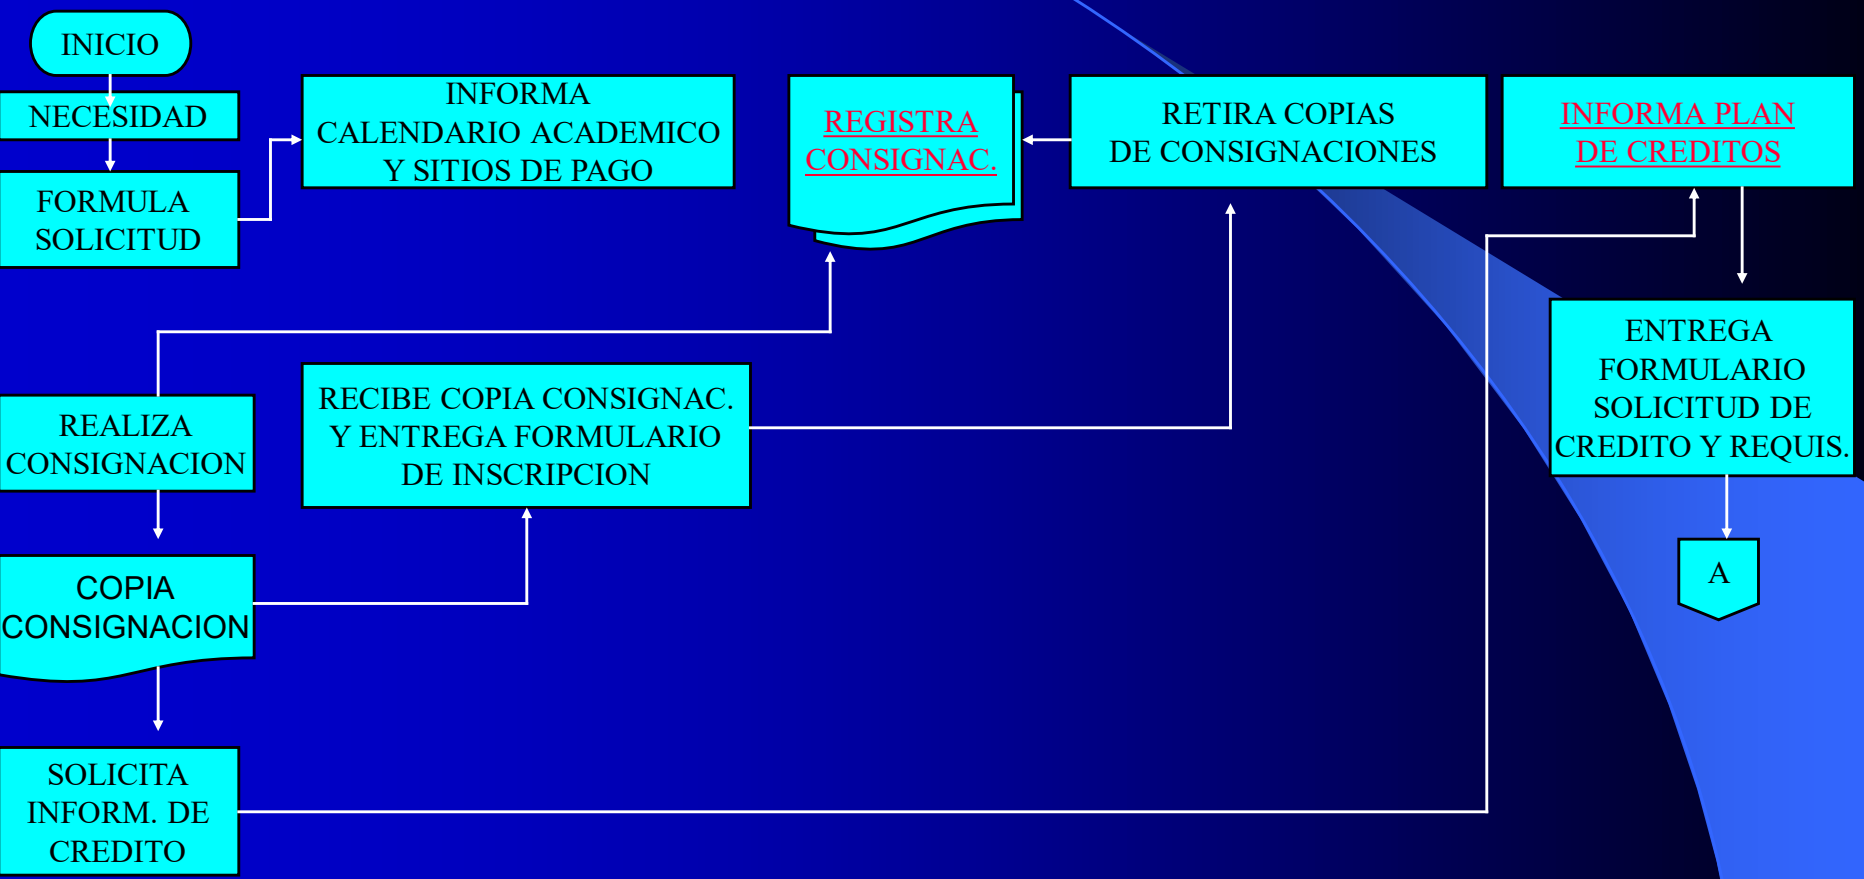 INICIO
NECESIDAD
FORMULA
SOLICITUD
INFORMA
CALENDARIO ACADEMICO
Y SITIOS DE PAGO
REGISTRA
CONSIGNAC.
RETIRA COPIAS
DE CONSIGNACIONES
INFORMA PLAN
DE CREDITOS
ENTREGA
FORMULARIO
SOLICITUD DE
CREDITO Y REQUIS.
REALIZA
CONSIGNACION
RECIBE COPIA CONSIGNAC.
Y ENTREGA FORMULARIO
DE INSCRIPCION
COPIA
CONSIGNACION
A
SOLICITA
INFORM. DE
CREDITO